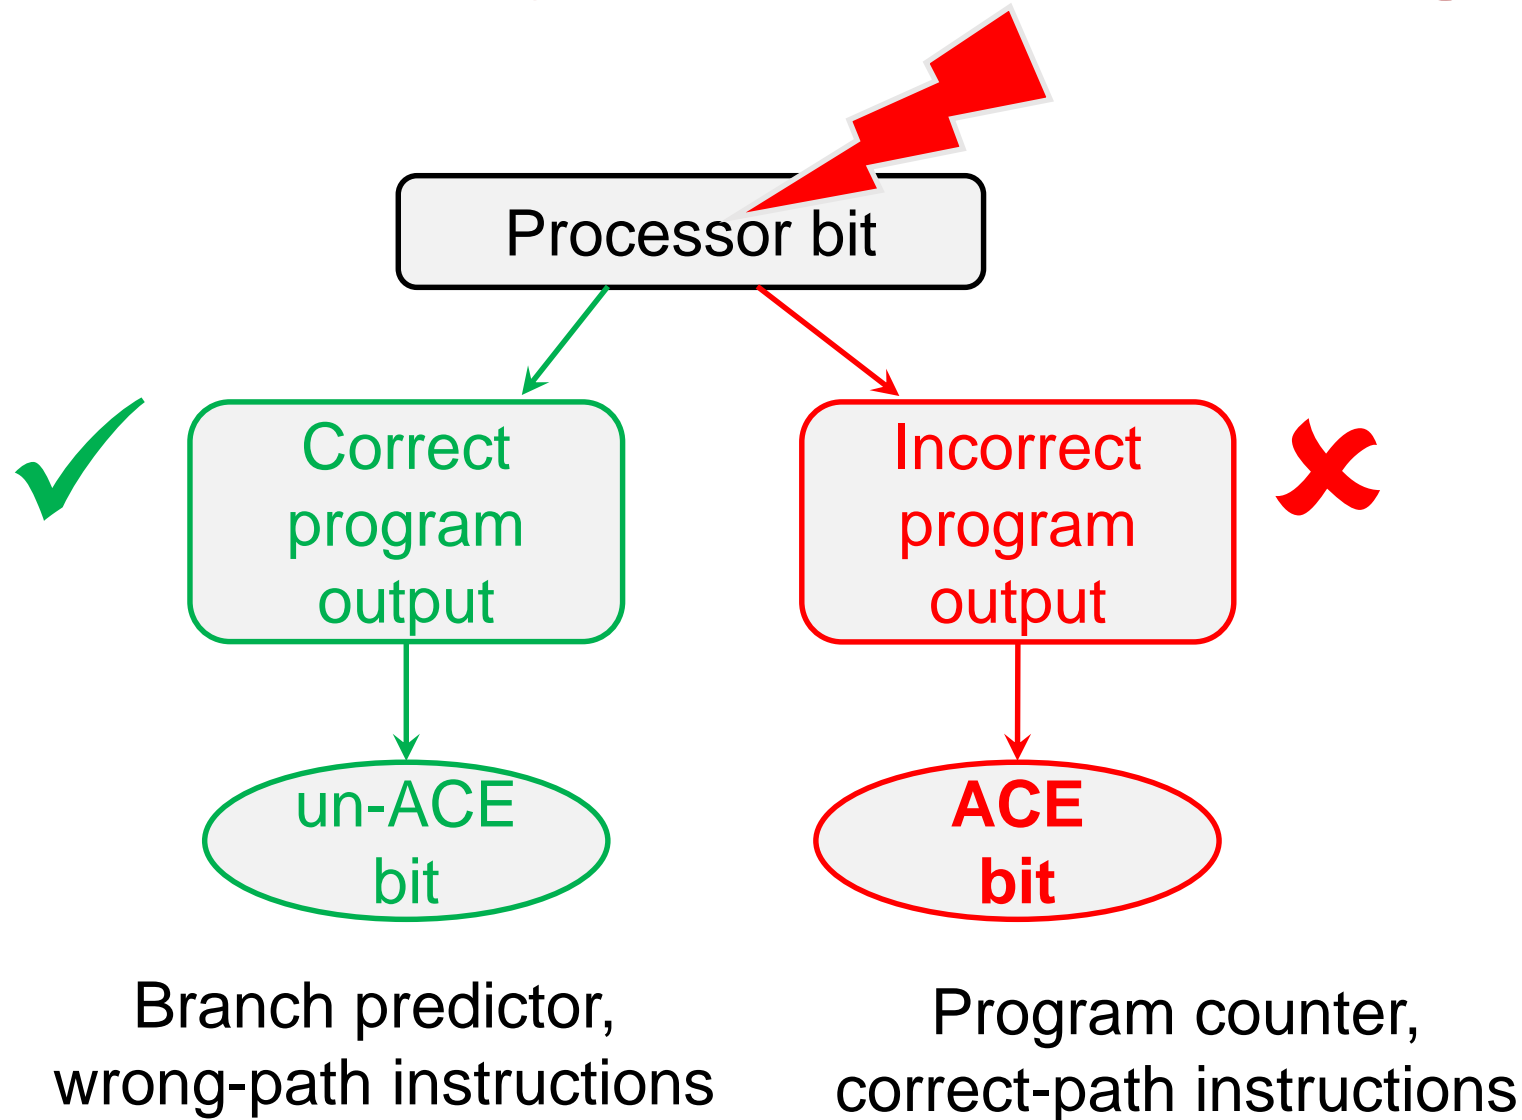 Processor bit
Correct
program
output
Incorrect
program
output
un-ACE
bit
ACE
bit
Branch predictor,
wrong-path instructions
Program counter,
correct-path instructions